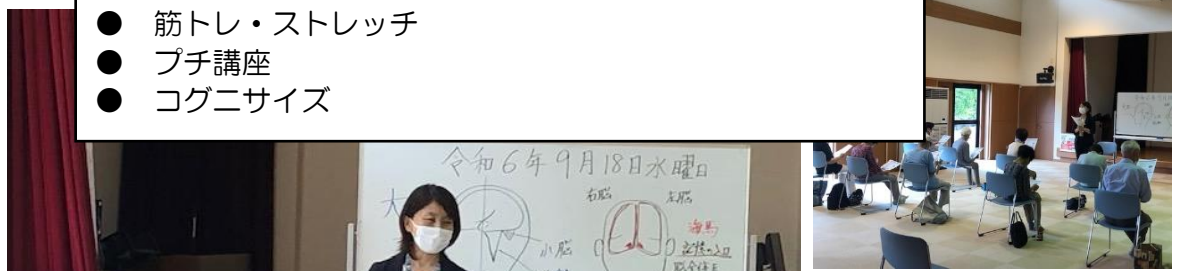 ● 筋トレ・ストレッチ
● プチ講座
● コグニサイズ
令和6年9月18日水曜日
大
右脳 左脳
小脳
海馬